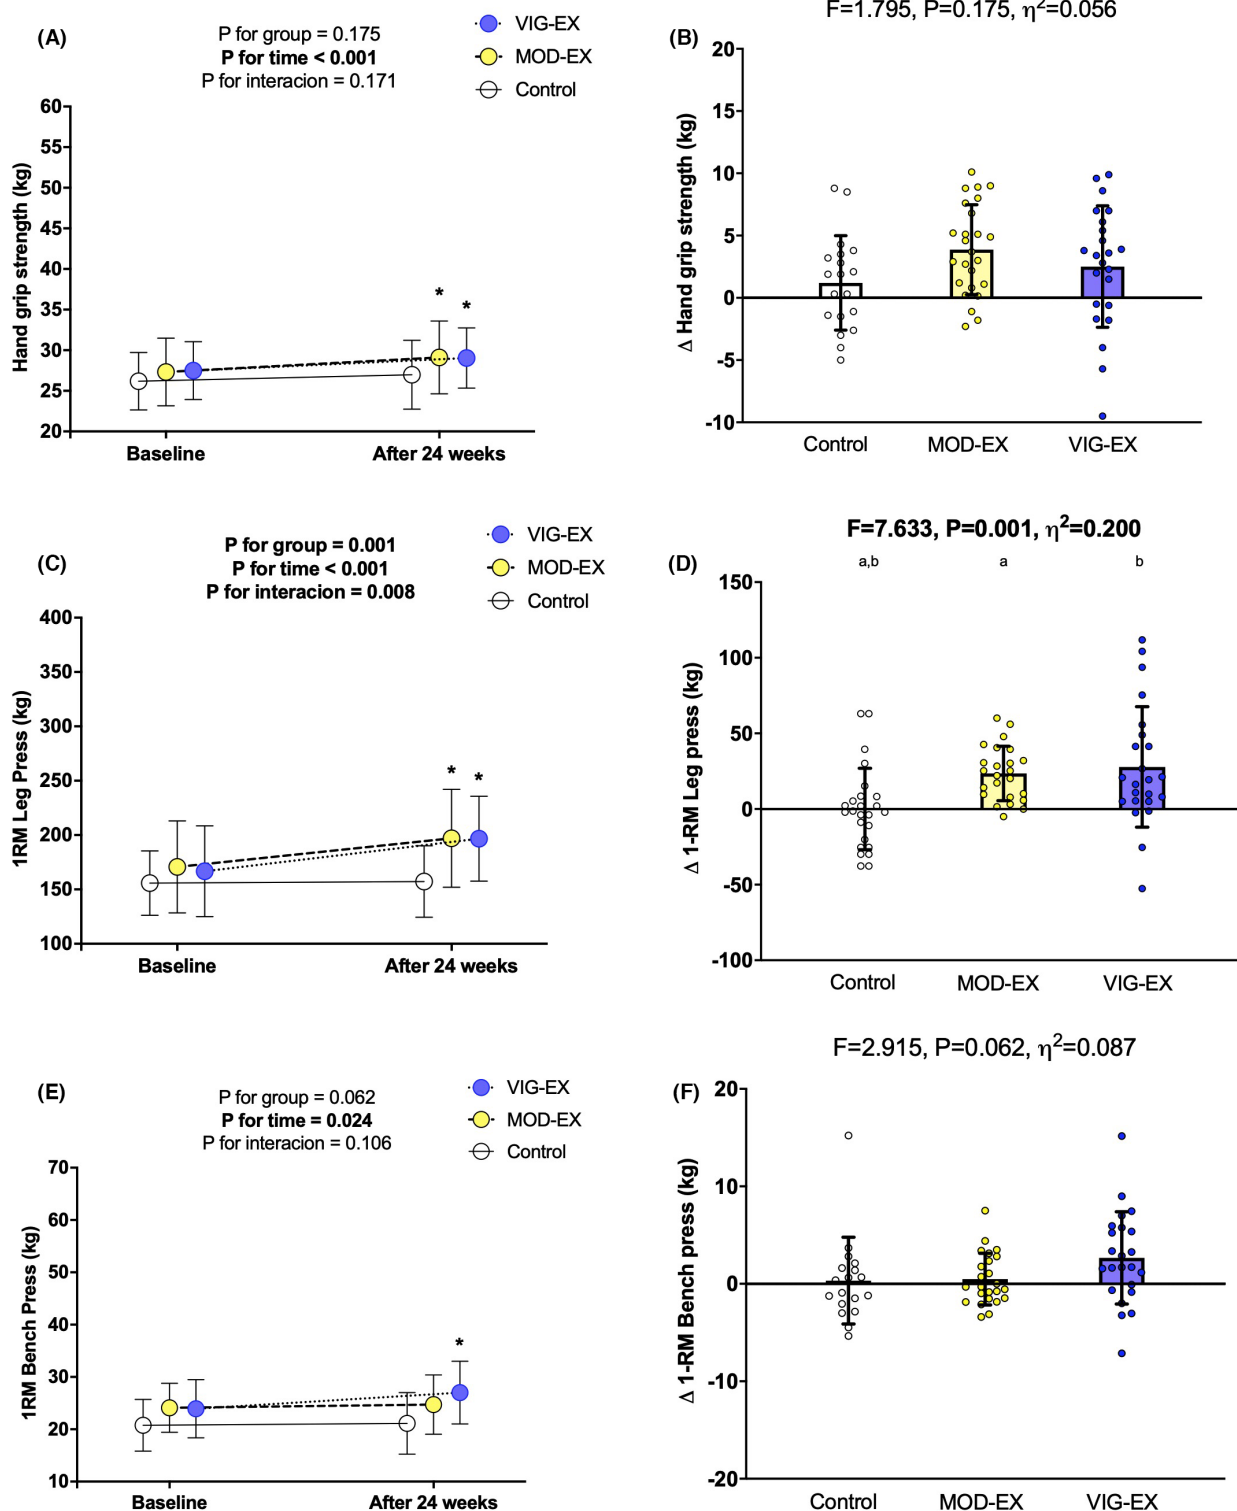 (A)
P for group = 0.175
P for time < 0.001
P for interacion = 0.171
VIG-EX
MOD-EX
Control
Hand grip strength (kg)
60
55
50
45
40
35
30
25
20
* *
Baseline
After 24 weeks
(B)
F=1.795, P=0.175, η²=0.056
Δ Hand grip strength (kg)
20
15
10
5
0
-5
-10
Control
MOD-EX
VIG-EX
(C)
P for group = 0.001
P for time < 0.001
P for interacion = 0.008
VIG-EX
MOD-EX
Control
1RM Leg Press (kg)
400
350
300
250
200
150
100
* *
Baseline
After 24 weeks
(D)
F=7.633, P=0.001, η²=0.200
a,b
a
b
Δ 1-RM Leg press (kg)
150
100
50
0
-50
-100
Control
MOD-EX
VIG-EX
(E)
P for group = 0.062
P for time = 0.024
P for interacion = 0.106
VIG-EX
MOD-EX
Control
1RM Bench Press (kg)
70
60
50
40
30
20
10
*
Baseline
After 24 weeks
(F)
F=2.915, P=0.062, η²=0.087
Δ 1-RM Bench press (kg)
20
10
0
-10
-20
Control
MOD-EX
VIG-EX